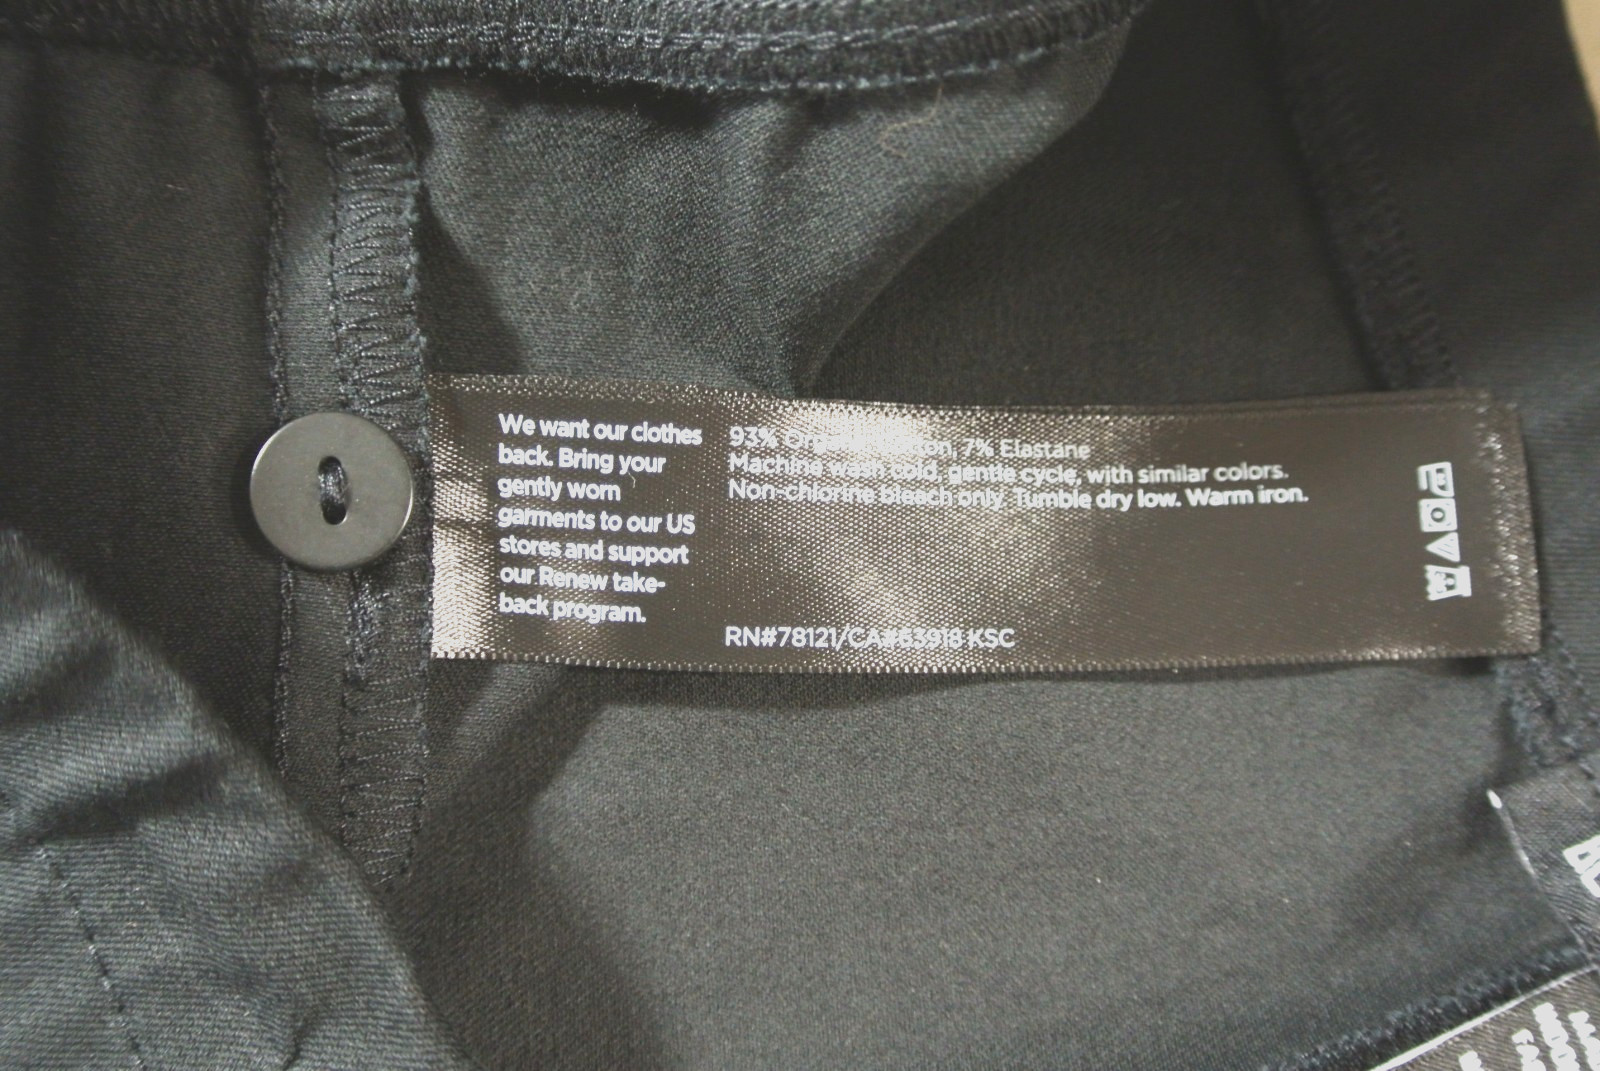 We want our clothes
back. Bring your
gently worn
garments to our US
stores and support
our Renew take-
back program.
93% Organic Cotton, 7% Elastane
Machine wash cold, gentle cycle, with similar colors.
Non-chlorine bleach only. Tumble dry low. Warm iron.
RN#78121/CA#53918 KSC